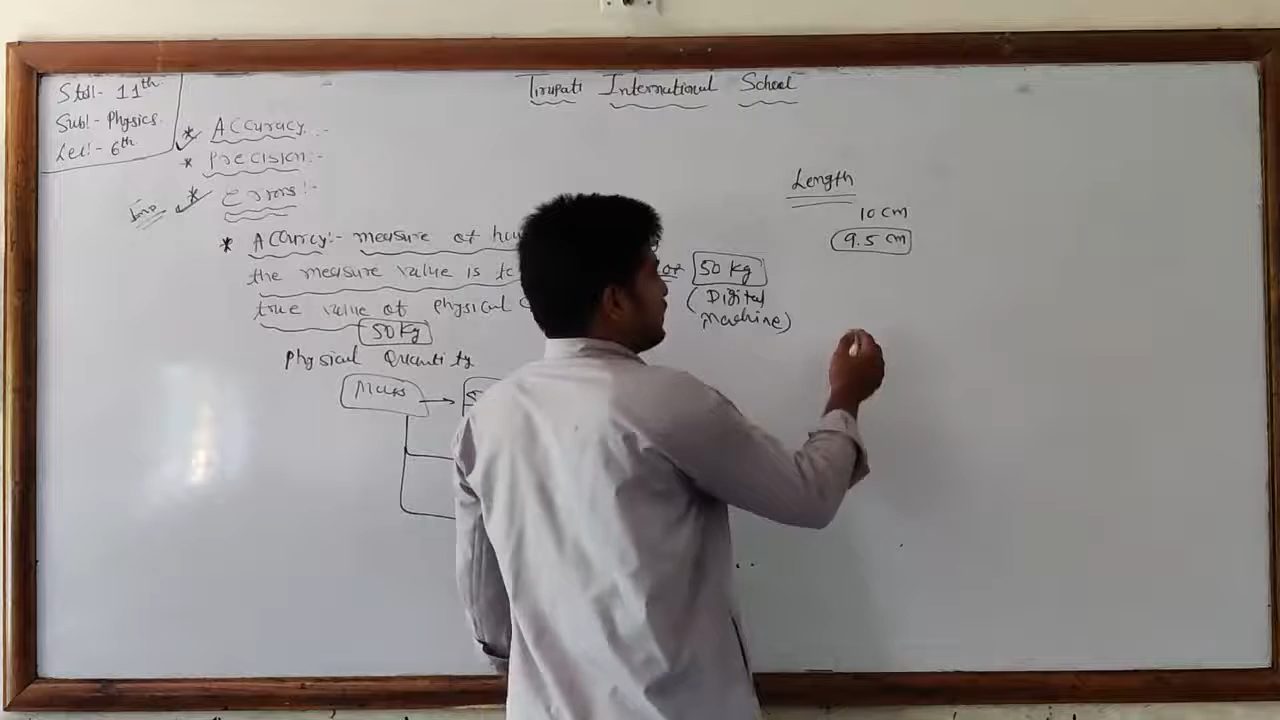 Tirupati International School
Std:- 11th
Sub:- Physics.
Lec:- 6th
* Accuracy:-
* Precision:-
Imp * Errors:-
* Accuracy:- measure of how
the measure value is to
true value of physical
50 Kg
Physical Quantity
Mass
50 Kg
(Digital
Machine)
Length
10 cm
9.5 cm